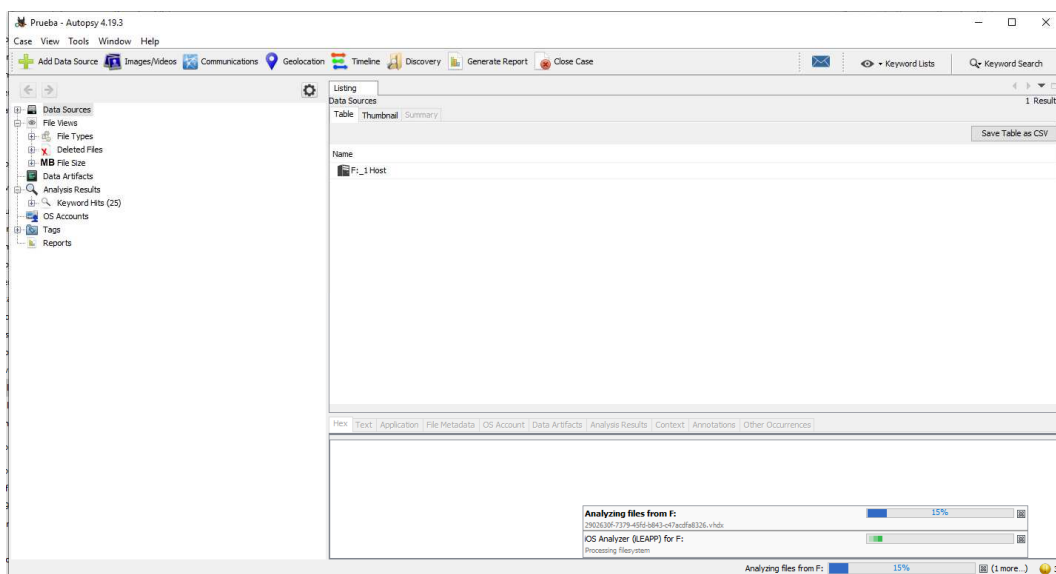 Prueba - Autopsy 4.19.3
Case View Tools Window Help
Add Data Source Images/Videos Communications Geolocation Timeline Discovery Generate Report Close Case Keyword Lists Keyword Search
Listing
Data Sources
1 Result
Table Thumbnail Summary
Save Table as CSV
Name
F:_1 Host
Data Sources
File Views
File Types
Deleted Files
MB File Size
Data Artifacts
Analysis Results
Keyword Hits (25)
OS Accounts
Tags
Reports
Hex Text Application File Metadata OS Account Data Artifacts Analysis Results Context Annotations Other Occurrences
Analyzing files from F: 15%
2902630f-7379-45fd-b843-c47acdfa8326.vhdx
iOS Analyzer (iLEAPP) for F:
Processing filesystem
Analyzing files from F: 15% (1 more...)